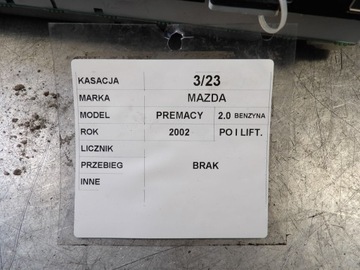 KASACJA 3/23
MARKA MAZDA
MODEL PREMACY 2.0 BENZYNA
ROK 2002 PO I LIFT.
LICZNIK
PRZEBIEG BRAK
INNE